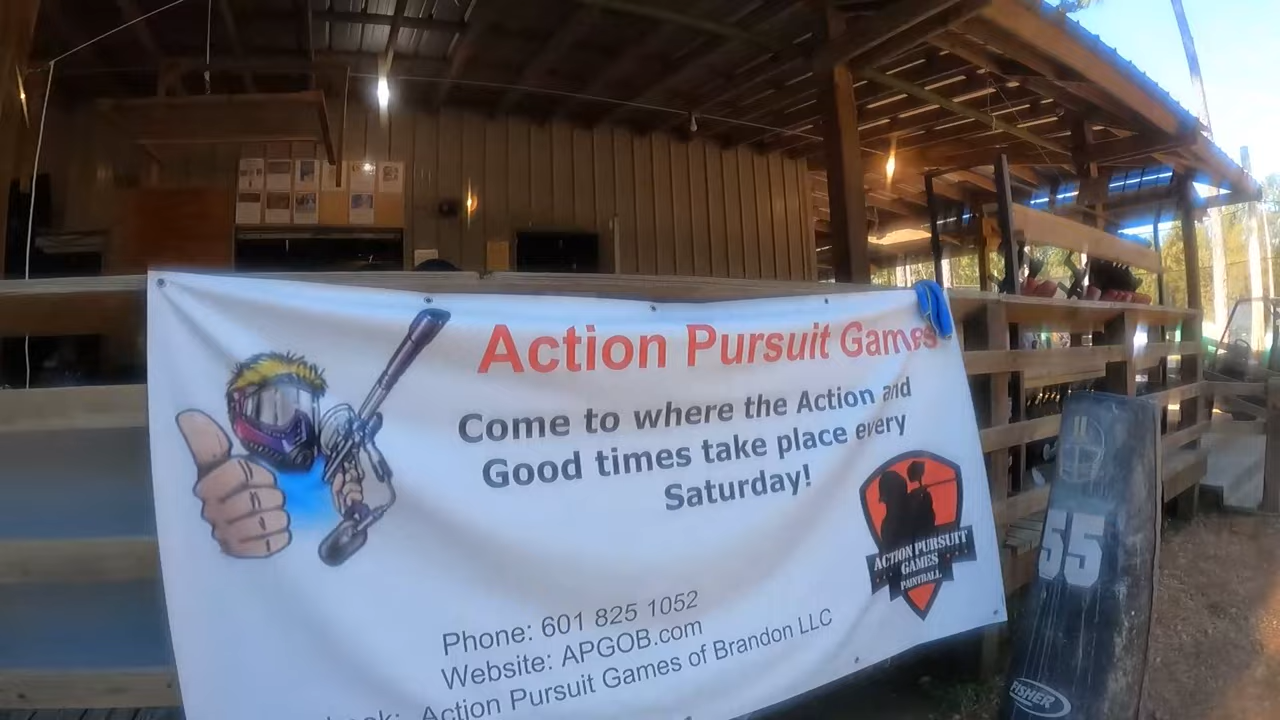 Action Pursuit Games
Come to where the Action and
Good times take place every
Saturday!
ACTION PURSUIT
GAMES
PAINTBALL
Phone: 601 825 1052
Website: APGOB.com
Action Pursuit Games of Brandon LLC
55
FISHER